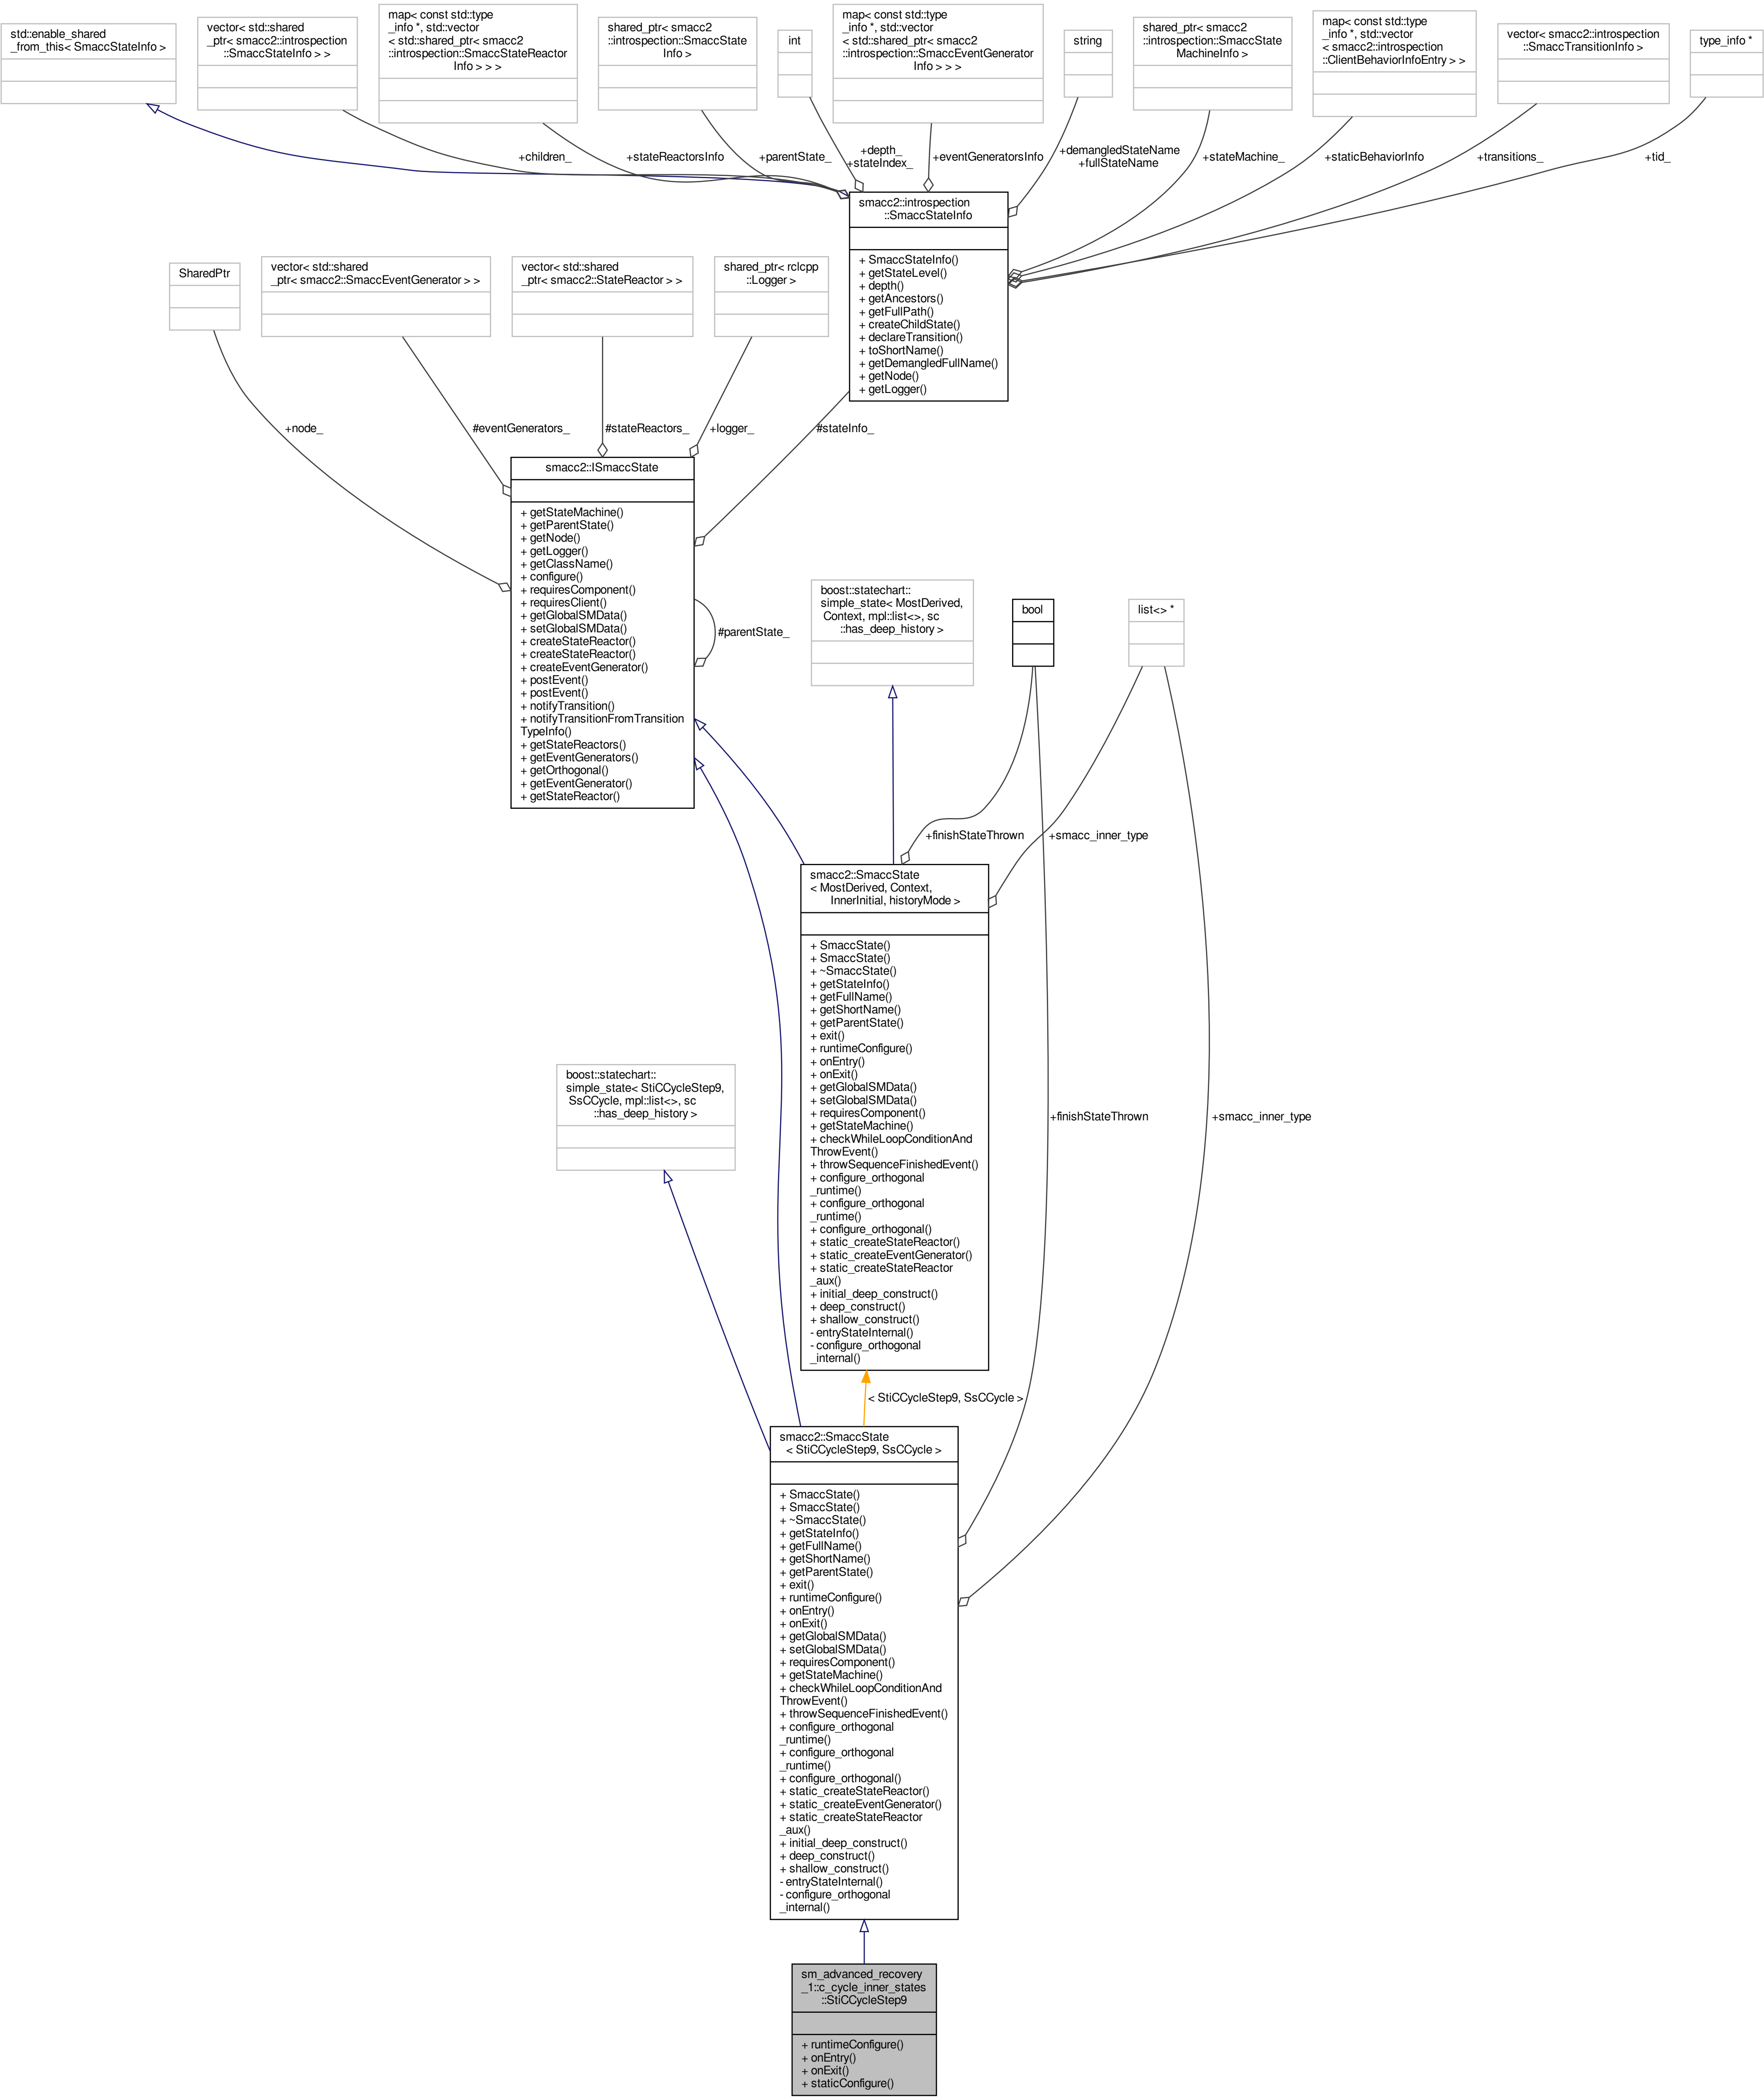 std::enable_shared
_from_this< SmaccStateInfo >
vector< std::shared
_ptr< smacc2::introspection
::SmaccStateInfo > >
map< const std::type
_info *, std::vector
< std::shared_ptr< smacc2
::introspection::SmaccStateReactor
Info > > >
shared_ptr< smacc2
::introspection::SmaccState
Info >
int
map< const std::type
_info *, std::vector
< std::shared_ptr< smacc2
::introspection::SmaccEventGenerator
Info > > >
string
shared_ptr< smacc2
::introspection::SmaccState
MachineInfo >
map< const std::type
_info *, std::vector
< smacc2::introspection
::ClientBehaviorInfoEntry > >
vector< smacc2::introspection
::SmaccTransitionInfo >
type_info *
+children_
+stateReactorsInfo
+parentState_
+depth_
+stateIndex_
+eventGeneratorsInfo
+demangledStateName
+fullStateName
+stateMachine_
+staticBehaviorInfo
+transitions_
+tid_
smacc2::introspection
::SmaccStateInfo
+ SmaccStateInfo()
+ getStateLevel()
+ depth()
+ getAncestors()
+ getFullPath()
+ createChildState()
+ declareTransition()
+ toShortName()
+ getDemangledFullName()
+ getNode()
+ getLogger()
SharedPtr
vector< std::shared
_ptr< smacc2::SmaccEventGenerator > >
vector< std::shared
_ptr< smacc2::StateReactor > >
shared_ptr< rclcpp
::Logger >
+node_
#eventGenerators_
#stateReactors_
+logger_
#stateInfo_
smacc2::ISmaccState
+ getStateMachine()
+ getParentState()
+ getNode()
+ getLogger()
+ getClassName()
+ configure()
+ requiresComponent()
+ requiresClient()
+ getGlobalSMData()
+ setGlobalSMData()
+ createStateReactor()
+ createStateReactor()
+ createEventGenerator()
+ postEvent()
+ postEvent()
+ notifyTransition()
+ notifyTransitionFromTransition
TypeInfo()
+ getStateReactors()
+ getEventGenerators()
+ getOrthogonal()
+ getEventGenerator()
+ getStateReactor()
#parentState_
boost::statechart::
simple_state< MostDerived,
Context, mpl::list<>, sc
::has_deep_history >
bool
list<> *
+finishStateThrown
+smacc_inner_type
smacc2::SmaccState
< MostDerived, Context,
InnerInitial, historyMode >
+ SmaccState()
+ SmaccState()
+ ~SmaccState()
+ getStateInfo()
+ getFullName()
+ getShortName()
+ getParentState()
+ exit()
+ runtimeConfigure()
+ onEntry()
+ onExit()
+ getGlobalSMData()
+ setGlobalSMData()
+ requiresComponent()
+ getStateMachine()
+ checkWhileLoopConditionAnd
ThrowEvent()
+ throwSequenceFinishedEvent()
+ configure_orthogonal
_runtime()
+ configure_orthogonal
_runtime()
+ configure_orthogonal()
+ static_createStateReactor()
+ static_createEventGenerator()
+ static_createStateReactor
_aux()
+ initial_deep_construct()
+ deep_construct()
+ shallow_construct()
- entryStateInternal()
- configure_orthogonal
_internal()
boost::statechart::
simple_state< StiCCycleStep9,
SsCCycle, mpl::list<>, sc
::has_deep_history >
+finishStateThrown
+smacc_inner_type
< StiCCycleStep9, SsCCycle >
smacc2::SmaccState
< StiCCycleStep9, SsCCycle >
+ SmaccState()
+ SmaccState()
+ ~SmaccState()
+ getStateInfo()
+ getFullName()
+ getShortName()
+ getParentState()
+ exit()
+ runtimeConfigure()
+ onEntry()
+ onExit()
+ getGlobalSMData()
+ setGlobalSMData()
+ requiresComponent()
+ getStateMachine()
+ checkWhileLoopConditionAnd
ThrowEvent()
+ throwSequenceFinishedEvent()
+ configure_orthogonal
_runtime()
+ configure_orthogonal
_runtime()
+ configure_orthogonal()
+ static_createStateReactor()
+ static_createEventGenerator()
+ static_createStateReactor
_aux()
+ initial_deep_construct()
+ deep_construct()
+ shallow_construct()
- entryStateInternal()
- configure_orthogonal
_internal()
sm_advanced_recovery
_1::c_cycle_inner_states
::StiCCycleStep9
+ runtimeConfigure()
+ onEntry()
+ onExit()
+ staticConfigure()